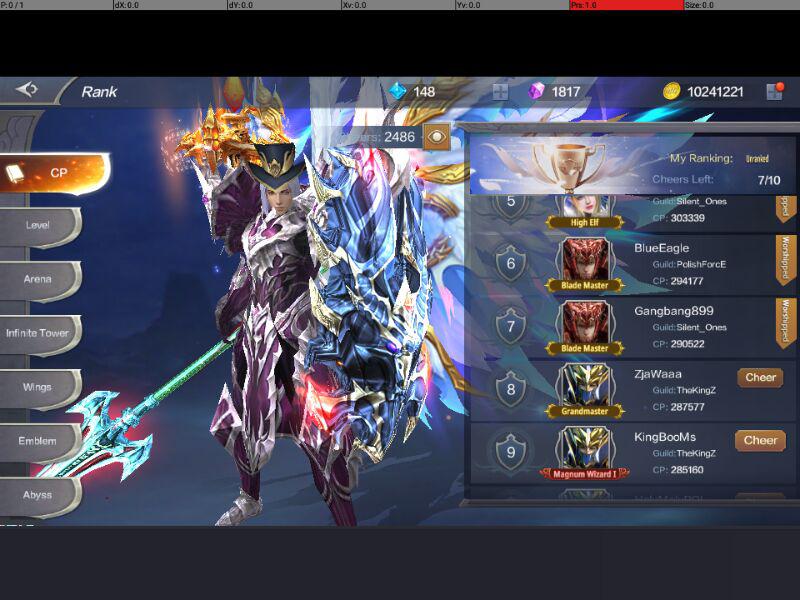 P: 0 / 1 dX: 0.0 dY: 0.0 Xv: 0.0 Yv: 0.0 Prs: 1.0 Size: 0.0
Rank 148 1817 10241221
2486
My Ranking: Unranked
Cheers Left: 7/10
CP
Level
Arena
Infinite Tower
Wings
Emblem
Abyss
5 Guild: Silent_Ones
CP: 303339
High Elf
6 BlueEagle
Guild: PolishForcE
CP: 294177
Blade Master
Worshipped
7 Gangbang899
Guild: Silent_Ones
CP: 290522
Blade Master
Worshipped
8 ZjaWaaa
Guild: TheKingZ
CP: 287577
Grandmaster
Cheer
9 KingBooMs
Guild: TheKingZ
CP: 285160
Magnum Wizard I
Cheer